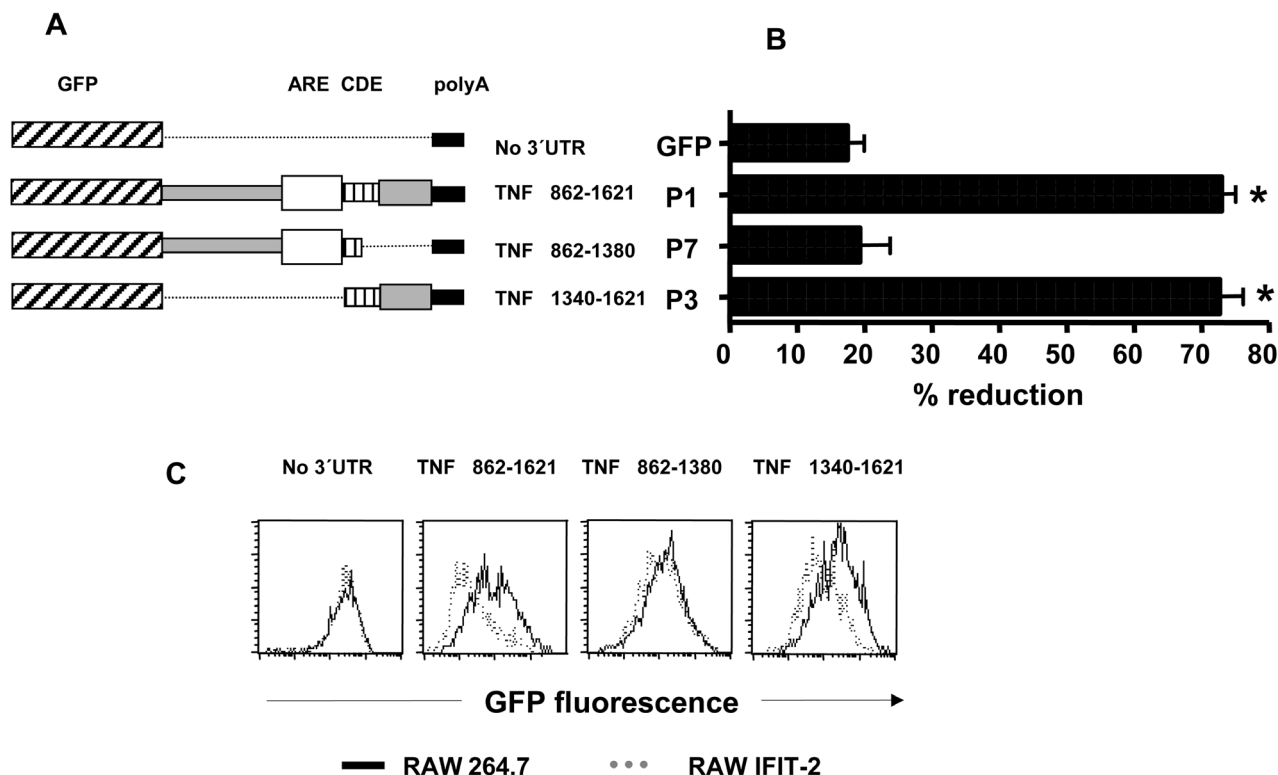 A
B
GFP ARE CDE polyA
No 3´UTR
TNF 862-1621
TNF 862-1380
TNF 1340-1621
GFP
P1 *
P7
P3 *
0 10 20 30 40 50 60 70 80
% reduction
C
No 3´UTR TNF 862-1621 TNF 862-1380 TNF 1340-1621
GFP fluorescence
RAW 264.7 RAW IFIT-2